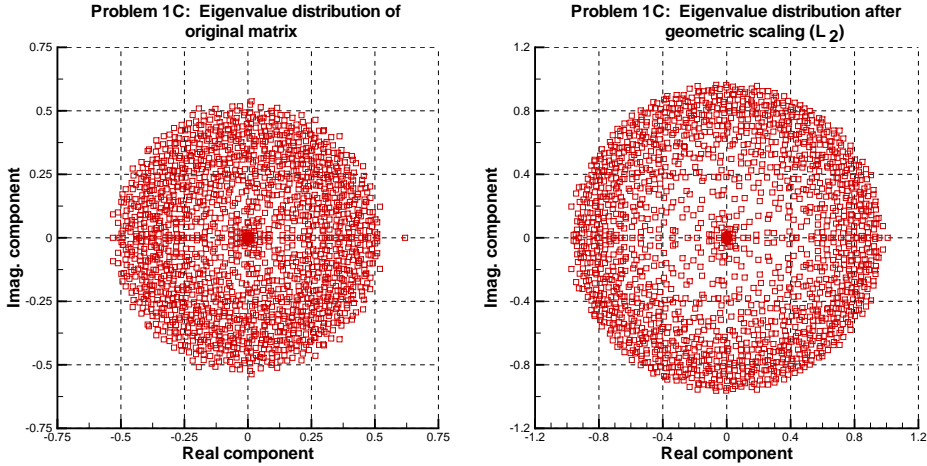 Problem 1C: Eigenvalue distribution of
original matrix
0.75
0.5
0.25
0
-0.25
-0.5
-0.75
Imag. component
-0.75 -0.5 -0.25 0 0.25 0.5 0.75
Real component
Problem 1C: Eigenvalue distribution after
geometric scaling (L 2)
1.2
0.8
0.4
0
-0.4
-0.8
-1.2
Imag. component
-1.2 -0.8 -0.4 0 0.4 0.8 1.2
Real component